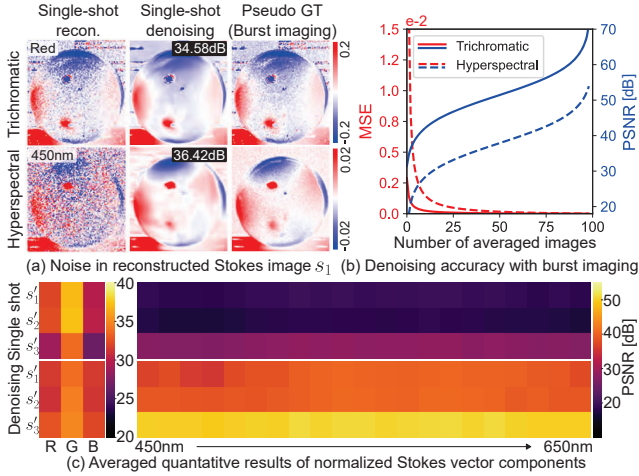 Single-shot recon.
Single-shot denoising
Pseudo GT (Burst imaging)
Trichromatic
Red
34.58dB
0.2
-0.2
Hyperspectral
450nm
36.42dB
0.02
-0.02
(a) Noise in reconstructed Stokes image s₁
1e-2
1.5
1.2
1.0
0.8
0.5
0.2
0.0
MSE
Trichromatic
Hyperspectral
70
60
50
40
30
20
PSNR [dB]
0
25
50
75
100
Number of averaged images
(b) Denoising accuracy with burst imaging
Single shot
s′₁
s′₂
s′₃
Denoising
s′₁
s′₂
s′₃
R G B
40
35
30
25
20
450nm
650nm
50
40
30
20
PSNR [dB]
(c) Averaged quantatitve results of normalized Stokes vector components